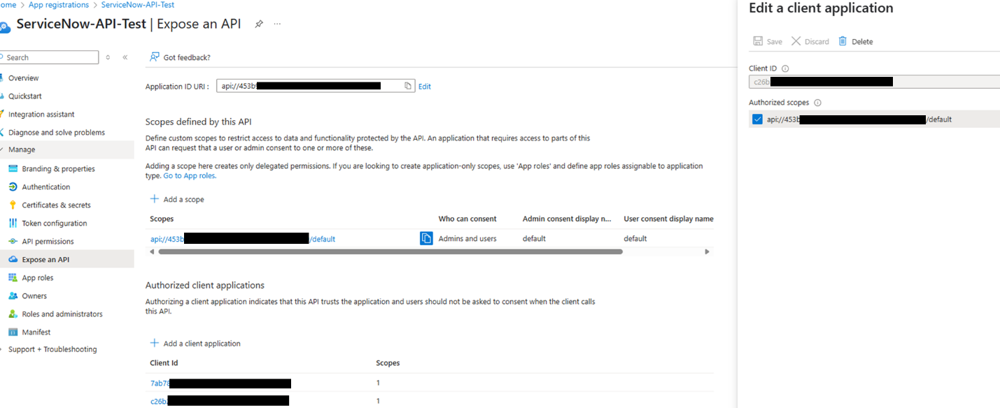 ome > App registrations > ServiceNow-API-Test
ServiceNow-API-Test | Expose an API
Search
Got feedback?
Overview
Quickstart
Integration assistant
Diagnose and solve problems
Manage
Branding & properties
Authentication
Certificates & secrets
Token configuration
API permissions
Expose an API
App roles
Owners
Roles and administrators
Manifest
Support + Troubleshooting
Application ID URI : api://453b Edit
Scopes defined by this API
Define custom scopes to restrict access to data and functionality protected by the API. An application that requires access to parts of this
API can request that a user or admin consent to one or more of these.
Adding a scope here creates only delegated permissions. If you are looking to create application-only scopes, use 'App roles' and define app roles assignable to application
type. Go to App roles.
Add a scope
Scopes Who can consent Admin consent display n... User consent display name
api://453b /default Admins and users default default
Authorized client applications
Authorizing a client application indicates that this API trusts the application and users should not be asked to consent when the client calls
this API.
Add a client application
Client Id Scopes
7ab78 1
c26b 1
Edit a client application
Save Discard Delete
Client ID
c26b
Authorized scopes
api://453b /default